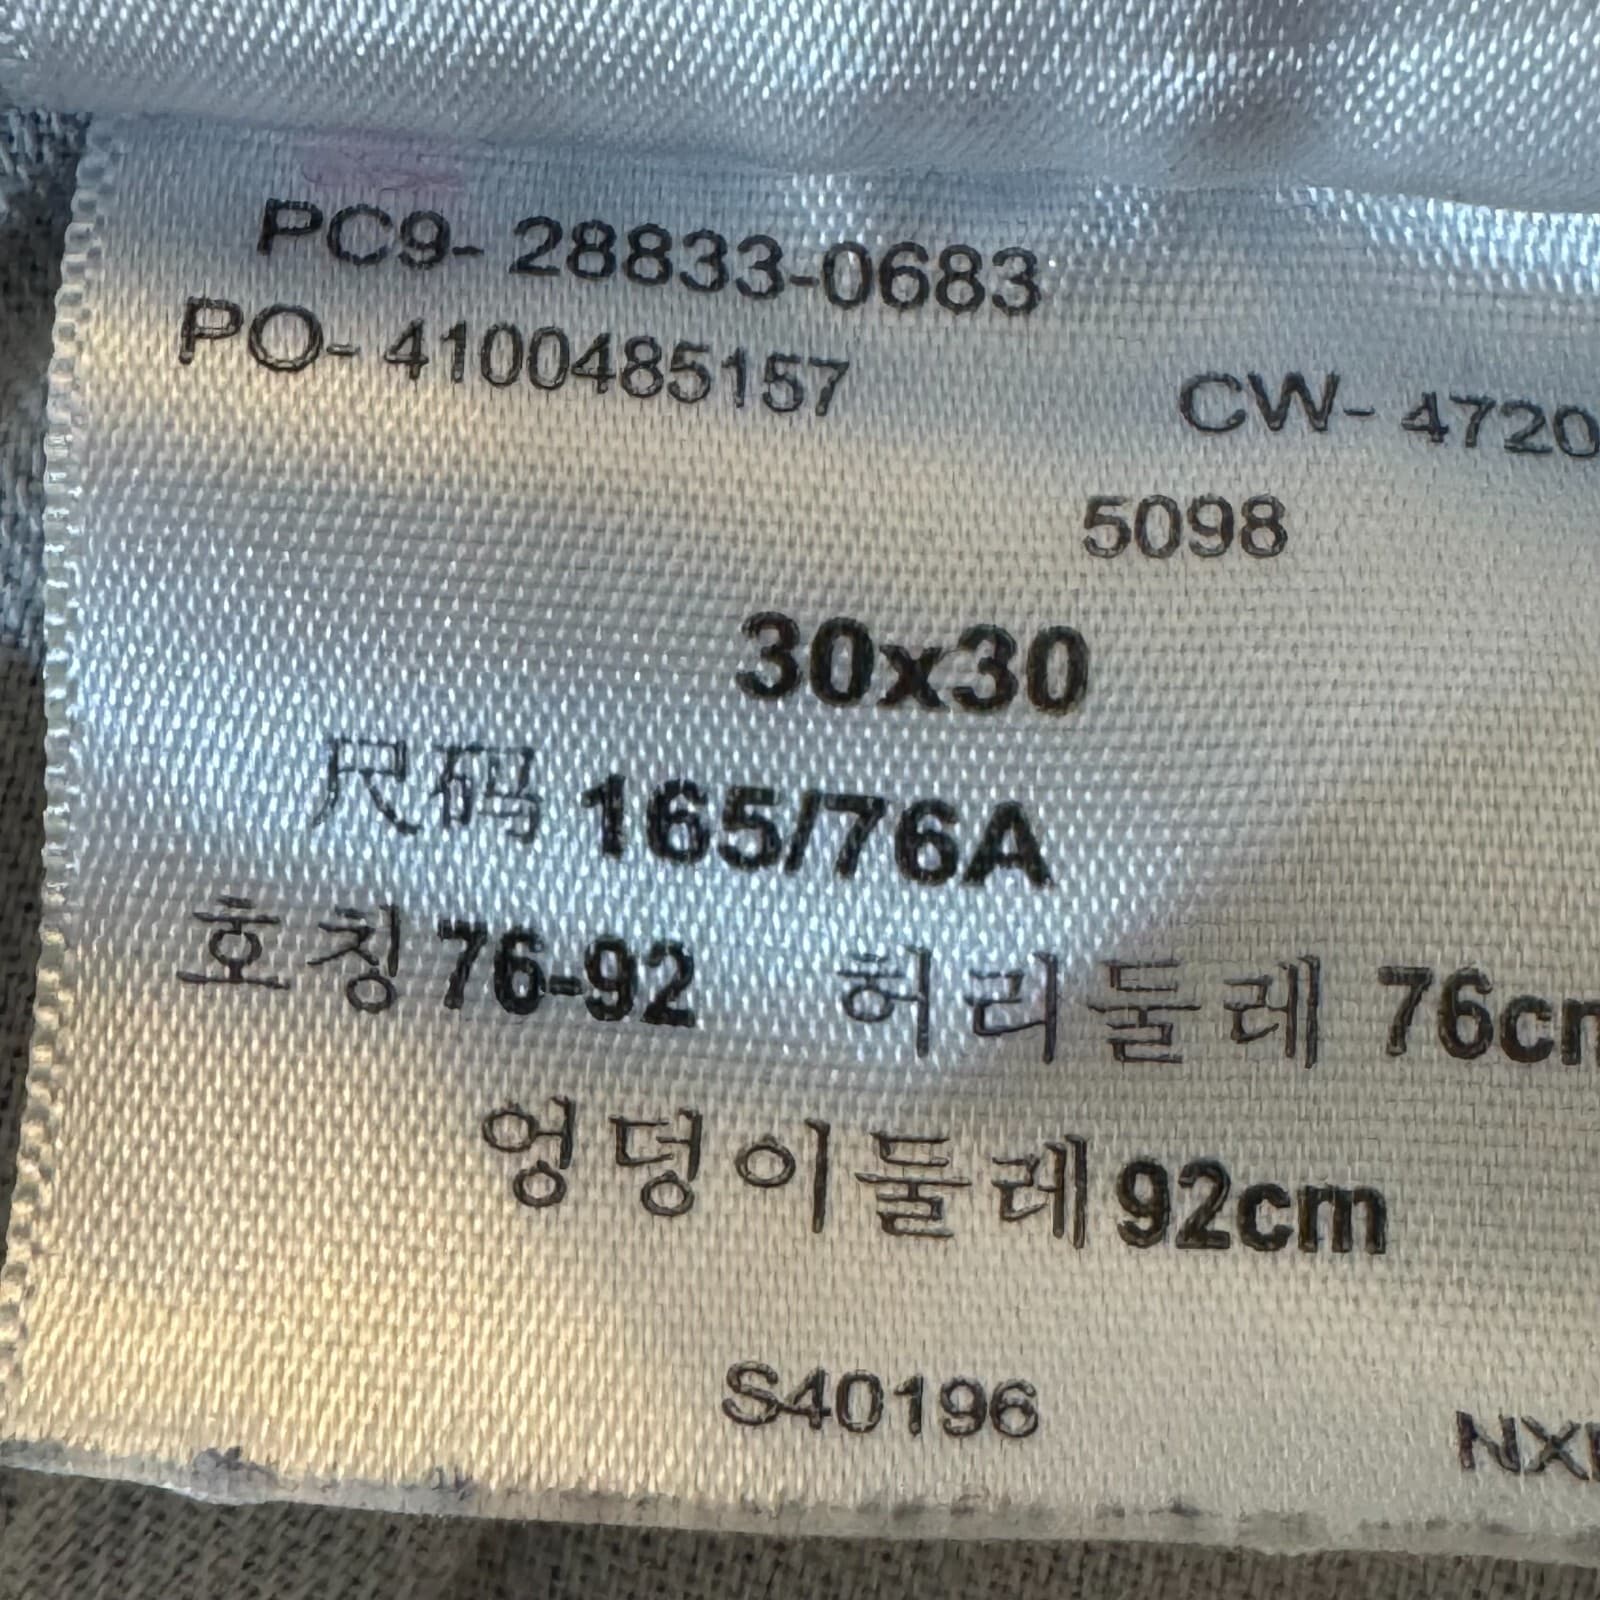 PC9- 28833-0683
PO- 4100485157 CW- 4720
5098
30x30
尺码 165/76A
호칭 76-92 허리둘레 76cm
엉덩이둘레 92cm
S40196